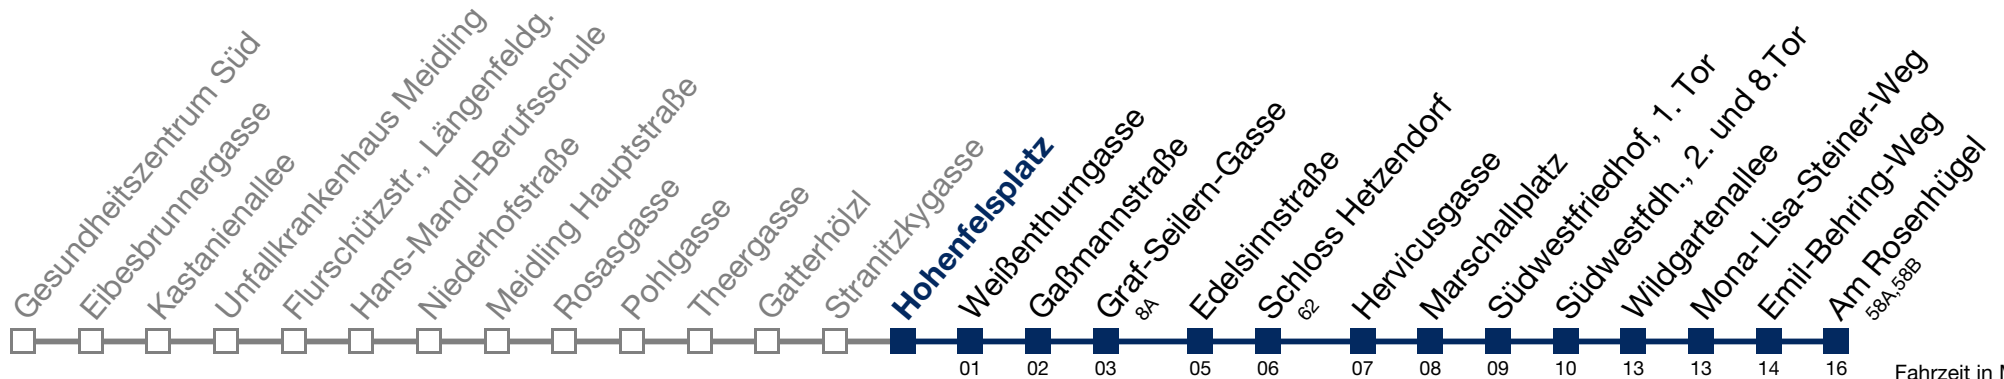 Gesundheitszentrum Süd
Eibesbrunnergasse
Kastanienallee
Unfallkrankenhaus Meidling
Flurschützstr., Längenfeldg.
Hans-Mandl-Berufsschule
Niederhofstraße
Meidling Hauptstraße
Rosasgasse
Pohlgasse
Theergasse
Gatterhölzl
Stranitzkygasse
Hohenfelsplatz
Weißenthurngasse
Gaßmannstraße
Graf-Seilern-Gasse
8A
Edelsinnstraße
Schloss Hetzendorf
62
Hervicusgasse
Marschallplatz
Südwestfriedhof, 1. Tor
Südwestfdh., 2. und 8.Tor
Wildgartenallee
Mona-Lisa-Steiner-Weg
Emil-Behring-Weg
Am Rosenhügel
58A,58B
01 02 03 05 06 07 08 09 10 13 13 14 16
Fahrzeit in